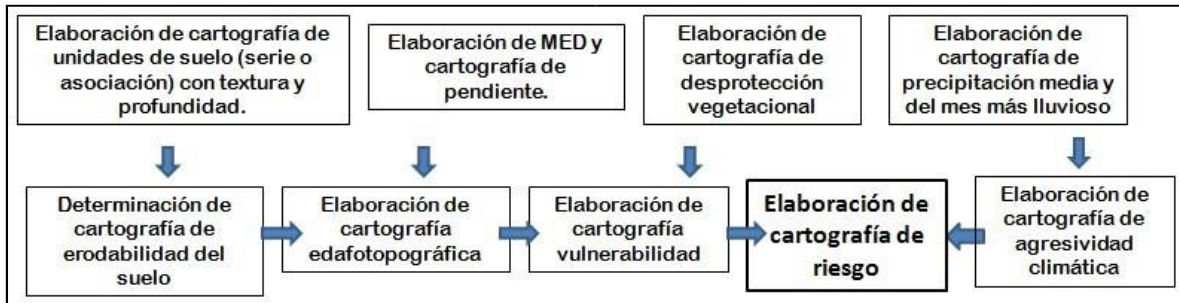 Elaboración de cartografía de
unidades de suelo (serie o
asociación) con textura y
profundidad.
Elaboración de MED y
cartografía de
pendiente.
Elaboración de
cartografía de
desprotección
vegetacional
Elaboración de
cartografía de
precipitación media y
del mes más lluvioso
Determinación de
cartografía de
erodabilidad del
suelo
Elaboración de
cartografía
edafotopográfica
Elaboración de
cartografía
vulnerabilidad
Elaboración de
cartografía de
riesgo
Elaboración de
cartografía de
agresividad
climática